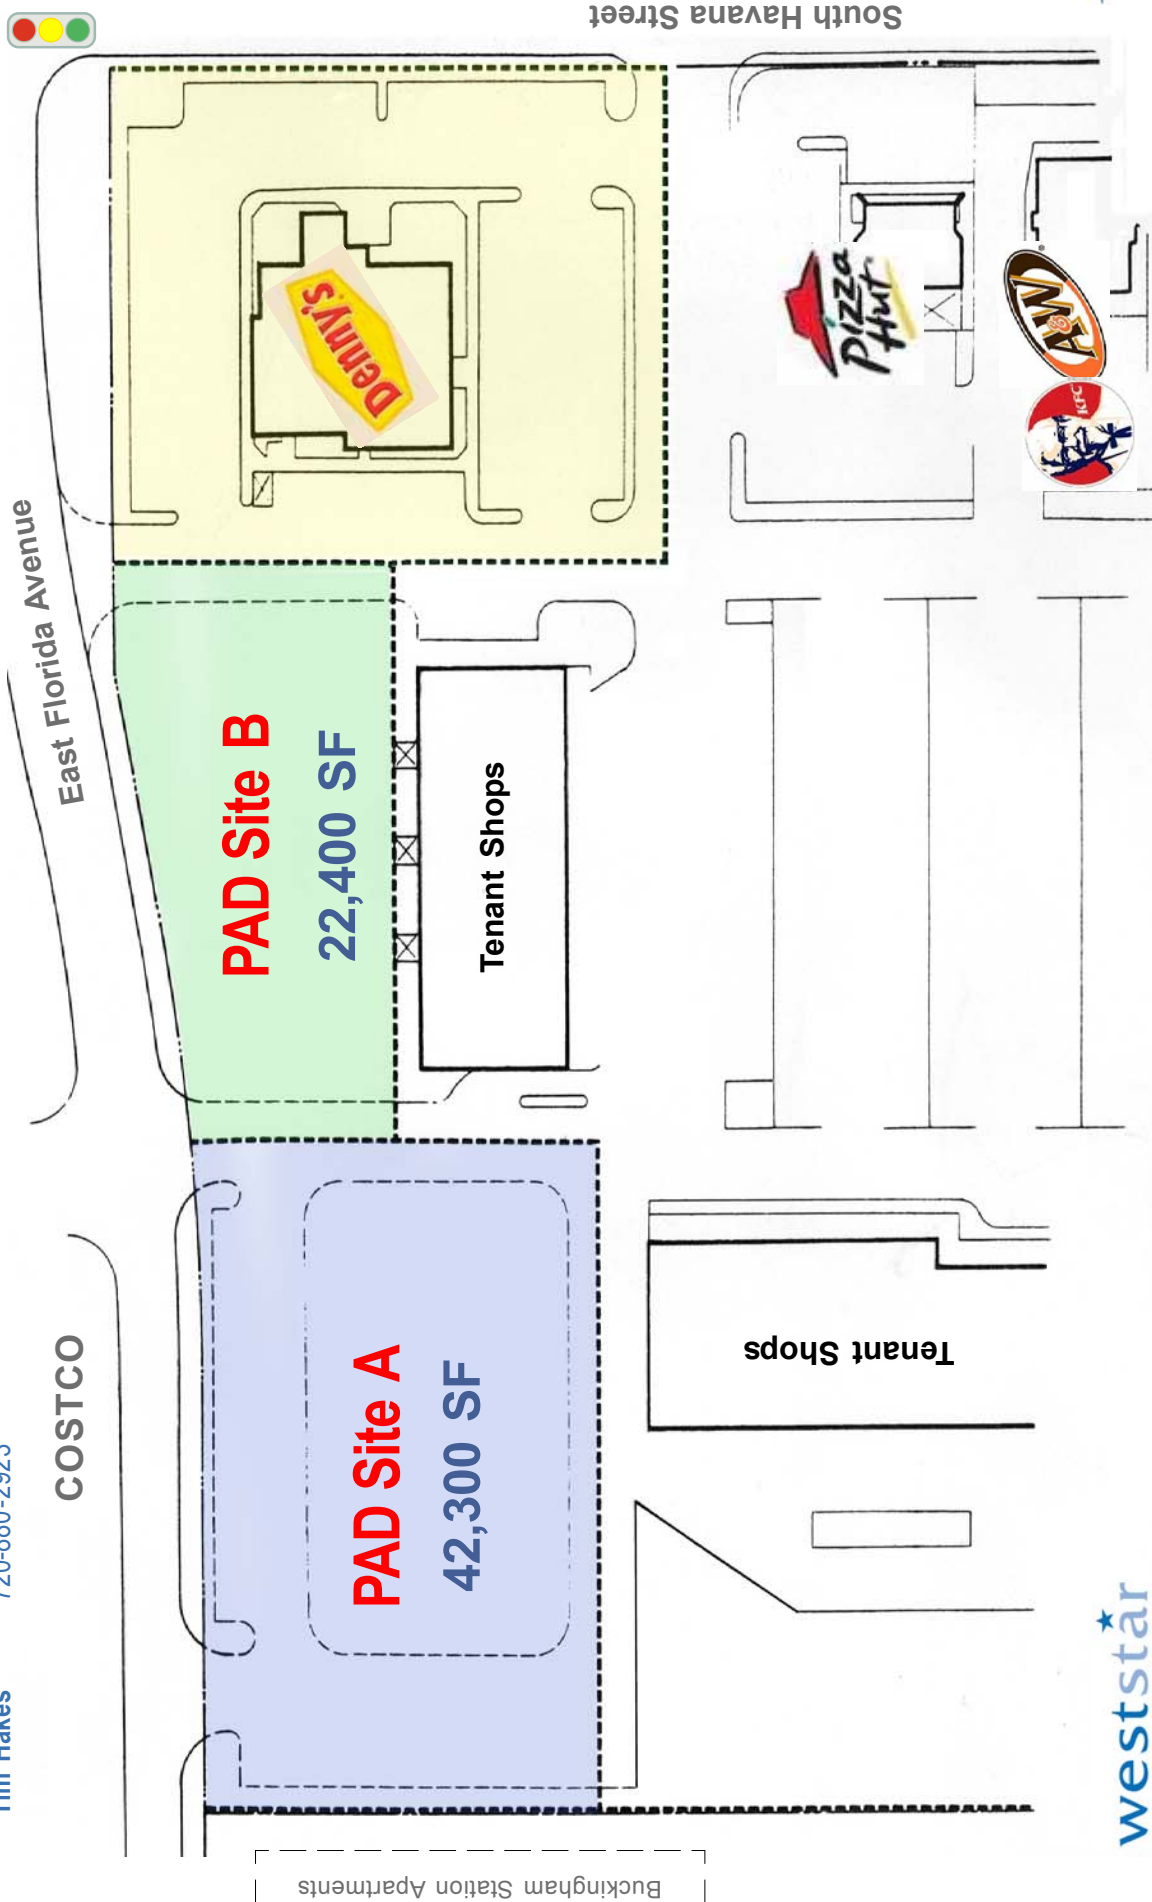 South Havana Street
East Florida Avenue
Denny's
Pizza
Hut
A&W
KFC
PAD Site B
22,400 SF
Tenant Shops
COSTCO
PAD Site A
42,300 SF
Tenant Shops
Buckingham Station Apartments
weststar